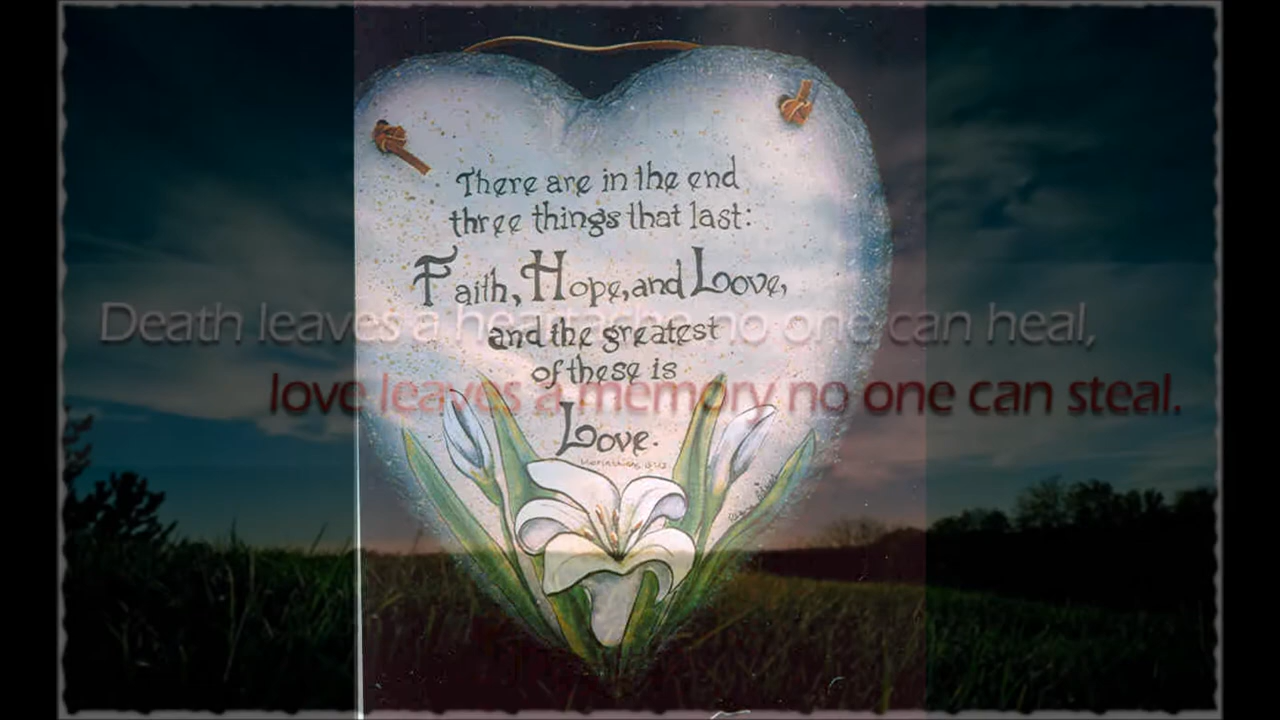 There are in the end
three things that last:
Faith, Hope, and Love,
Death leaves a heartache no one can heal,
and the greatest
of these is
love leaves a memory no one can steal.
Love.